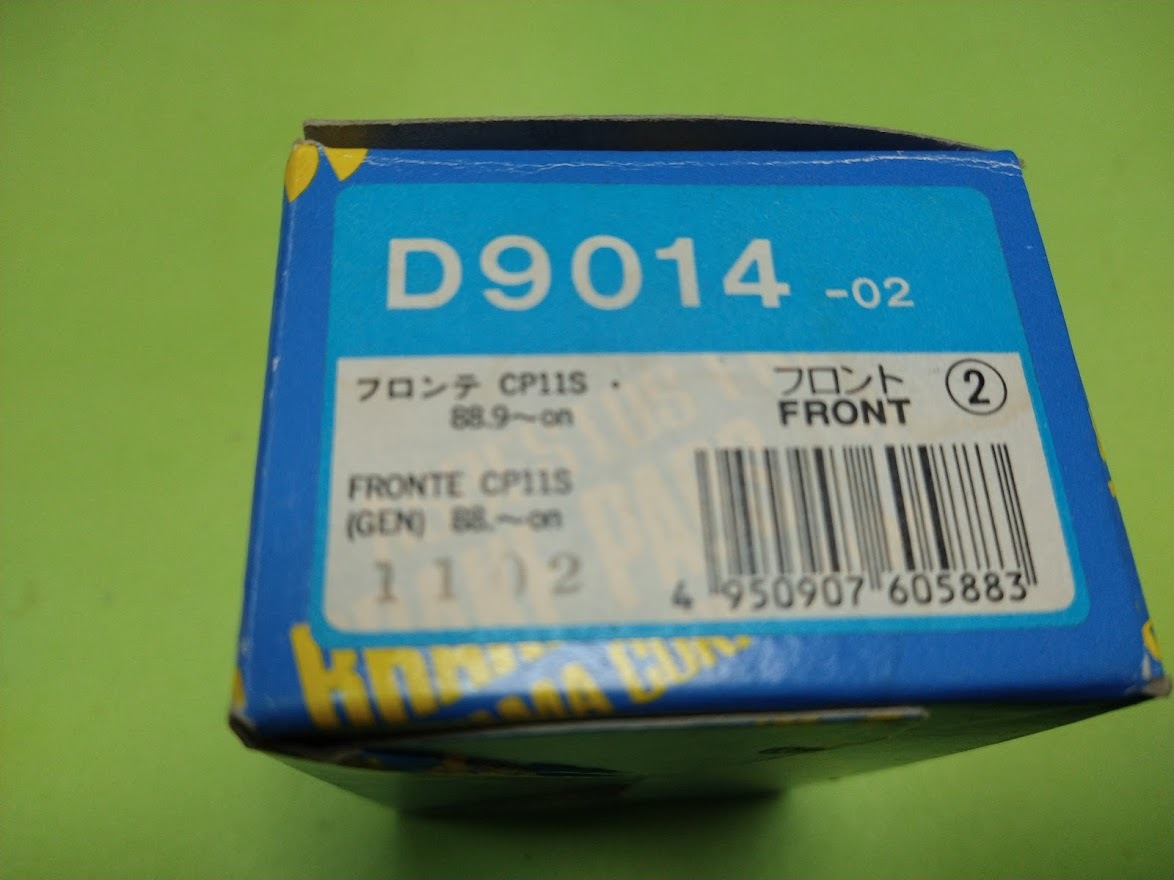 D9014 -02
フロンテ CP11S ・
88.9～on
フロント ②
FRONT
FRONTE CP11S
(GEN) 88.～on
4 950907 605883